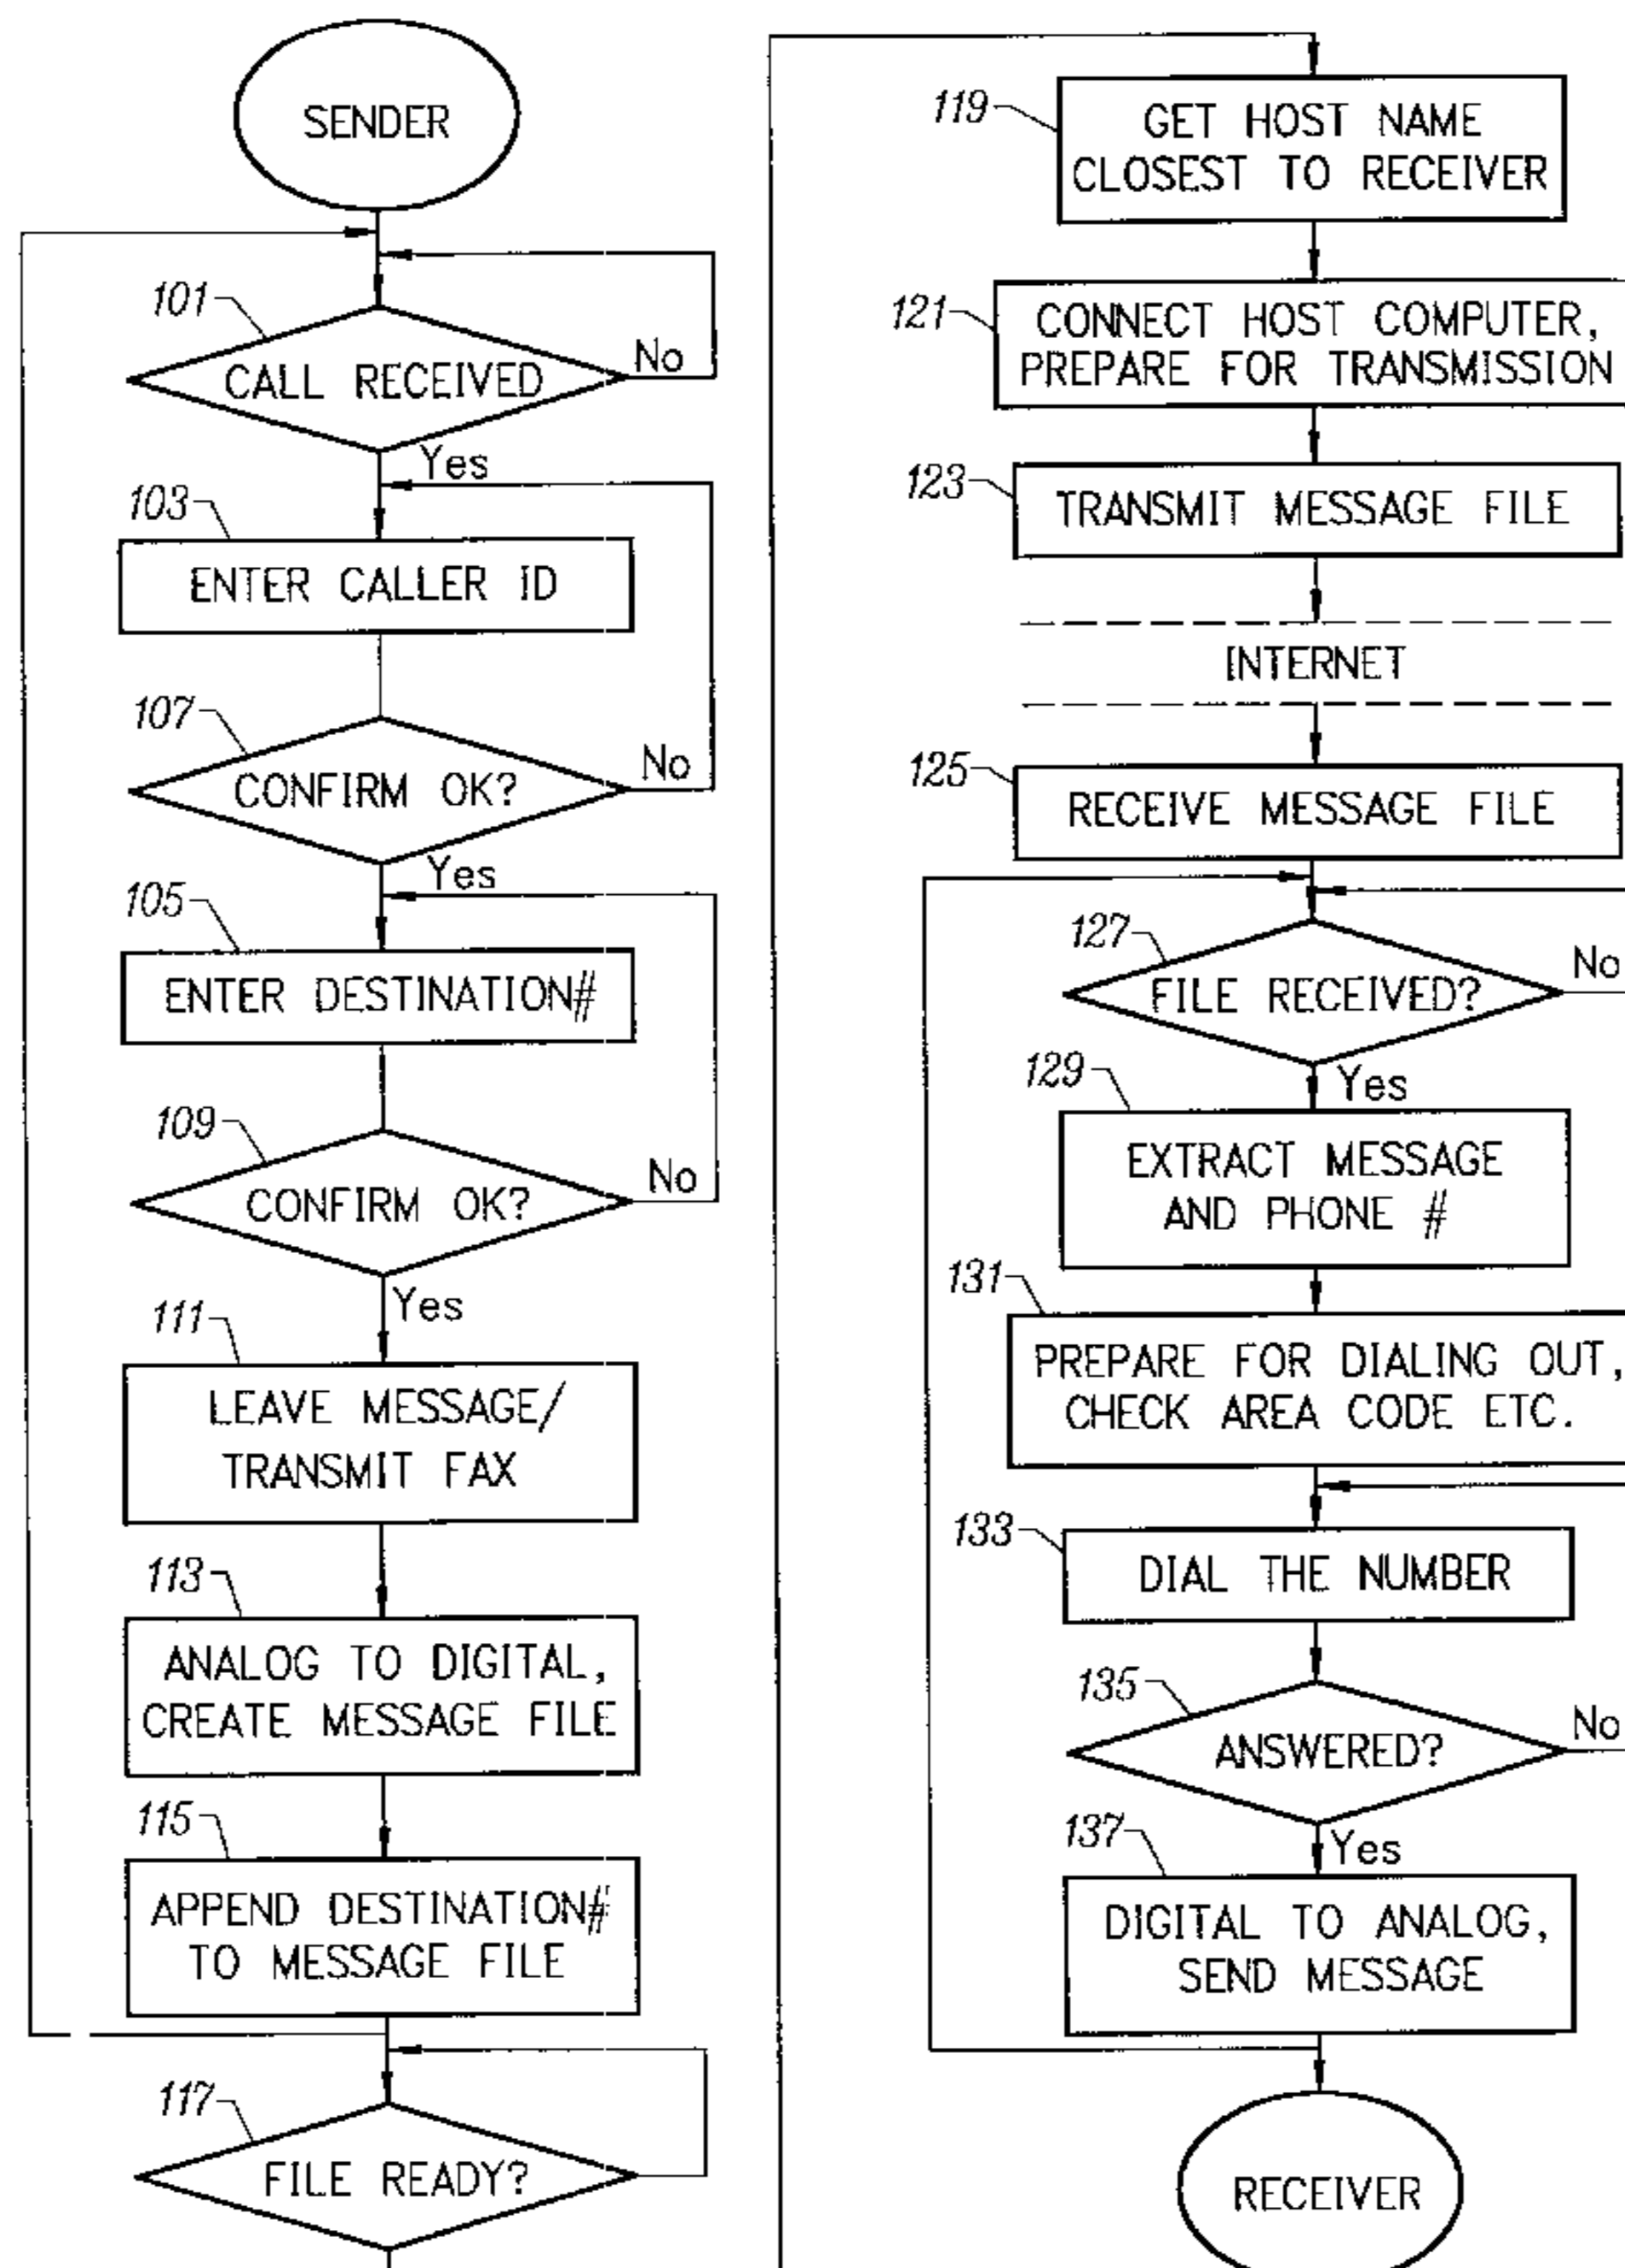 SENDER
101
CALL RECEIVED
No
Yes
103
ENTER CALLER ID
107
CONFIRM OK?
No
Yes
105
ENTER DESTINATION#
109
CONFIRM OK?
No
Yes
111
LEAVE MESSAGE/
TRANSMIT FAX
113
ANALOG TO DIGITAL,
CREATE MESSAGE FILE
115
APPEND DESTINATION#
TO MESSAGE FILE
117
FILE READY?
119
GET HOST NAME
CLOSEST TO RECEIVER
121
CONNECT HOST COMPUTER,
PREPARE FOR TRANSMISSION
123
TRANSMIT MESSAGE FILE
INTERNET
125
RECEIVE MESSAGE FILE
127
FILE RECEIVED?
No
Yes
129
EXTRACT MESSAGE
AND PHONE #
131
PREPARE FOR DIALING OUT,
CHECK AREA CODE ETC.
133
DIAL THE NUMBER
135
ANSWERED?
No
Yes
137
DIGITAL TO ANALOG,
SEND MESSAGE
RECEIVER